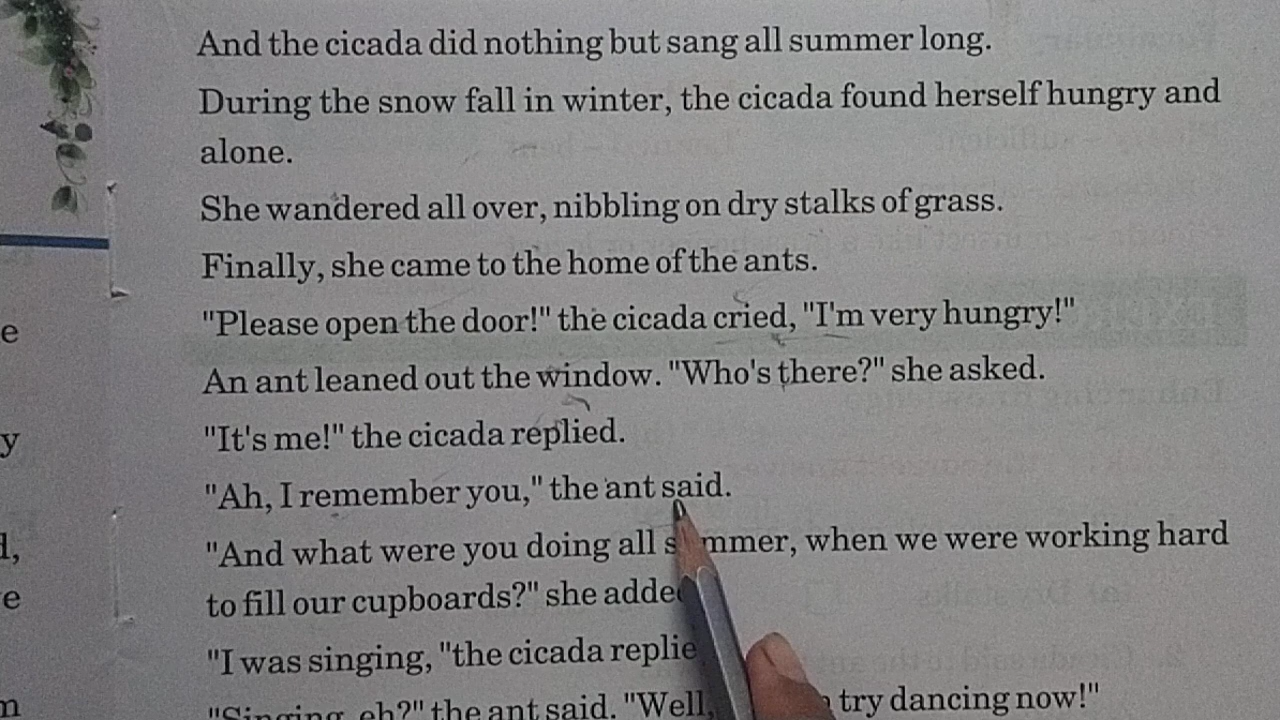 And the cicada did nothing but sang all summer long.
During the snow fall in winter, the cicada found herself hungry and
alone.
She wandered all over, nibbling on dry stalks of grass.
Finally, she came to the home of the ants.
"Please open the door!" the cicada cried, "I'm very hungry!"
An ant leaned out the window. "Who's there?" she asked.
"It's me!" the cicada replied.
"Ah, I remember you," the ant said.
"And what were you doing all summer, when we were working hard
to fill our cupboards?" she added
"I was singing, "the cicada replie
"Singing, eh?" the ant said. "Well, try dancing now!"